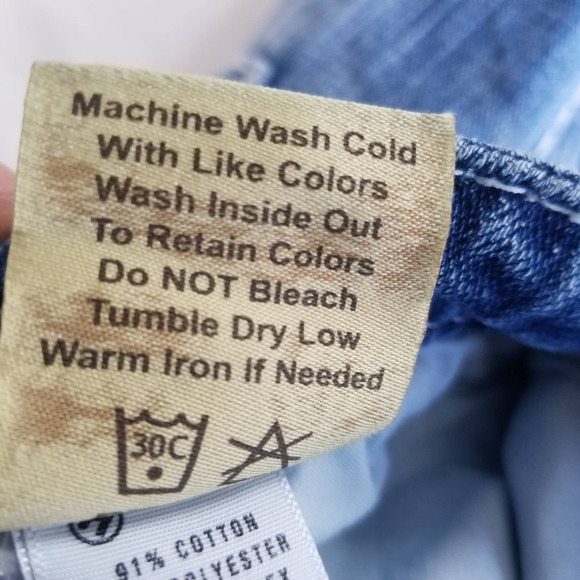 Machine Wash Cold
With Like Colors
Wash Inside Out
To Retain Colors
Do NOT Bleach
Tumble Dry Low
Warm Iron If Needed
30C
91% COTTON